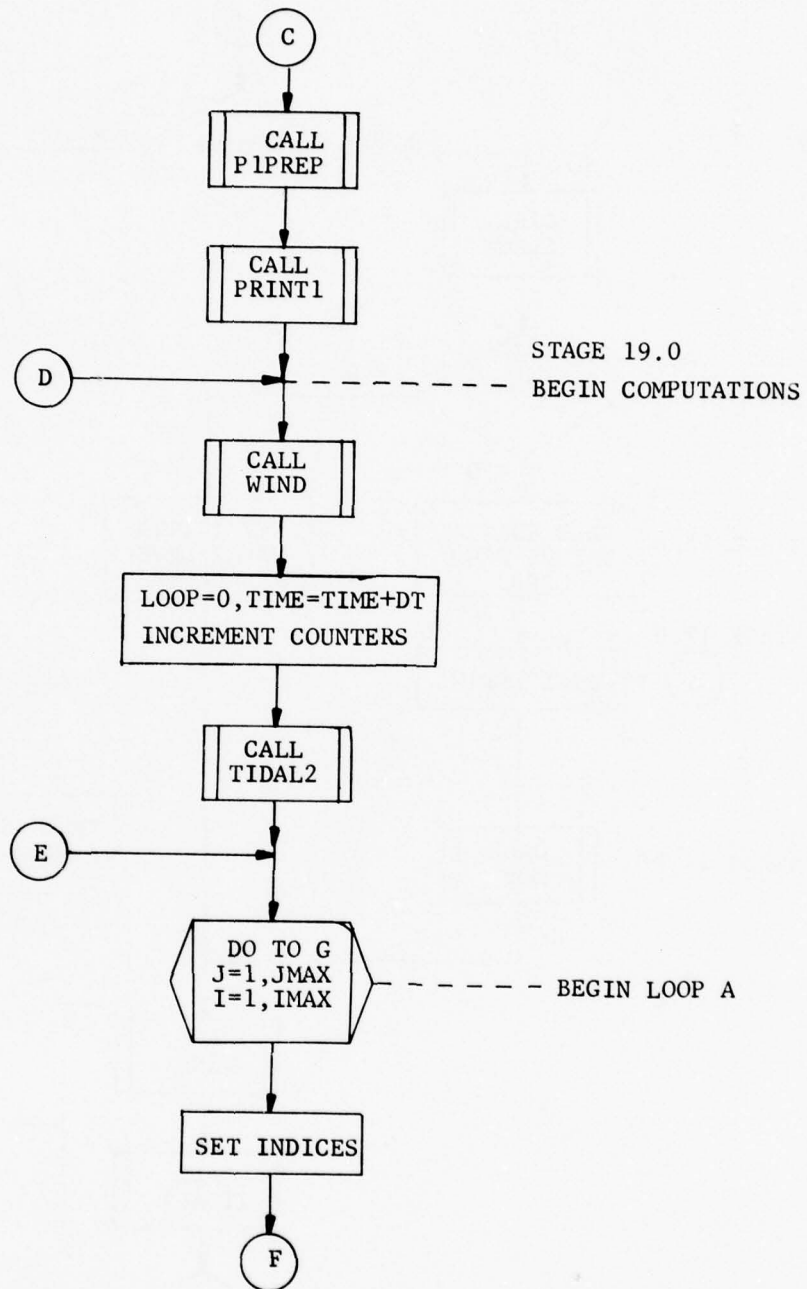 C
CALL
P1PREP
CALL
PRINT1
STAGE 19.0
D
BEGIN COMPUTATIONS
CALL
WIND
LOOP=0,TIME=TIME+DT
INCREMENT COUNTERS
CALL
TIDAL2
E
DO TO G
J=1,JMAX
I=1,IMAX
BEGIN LOOP A
SET INDICES
F